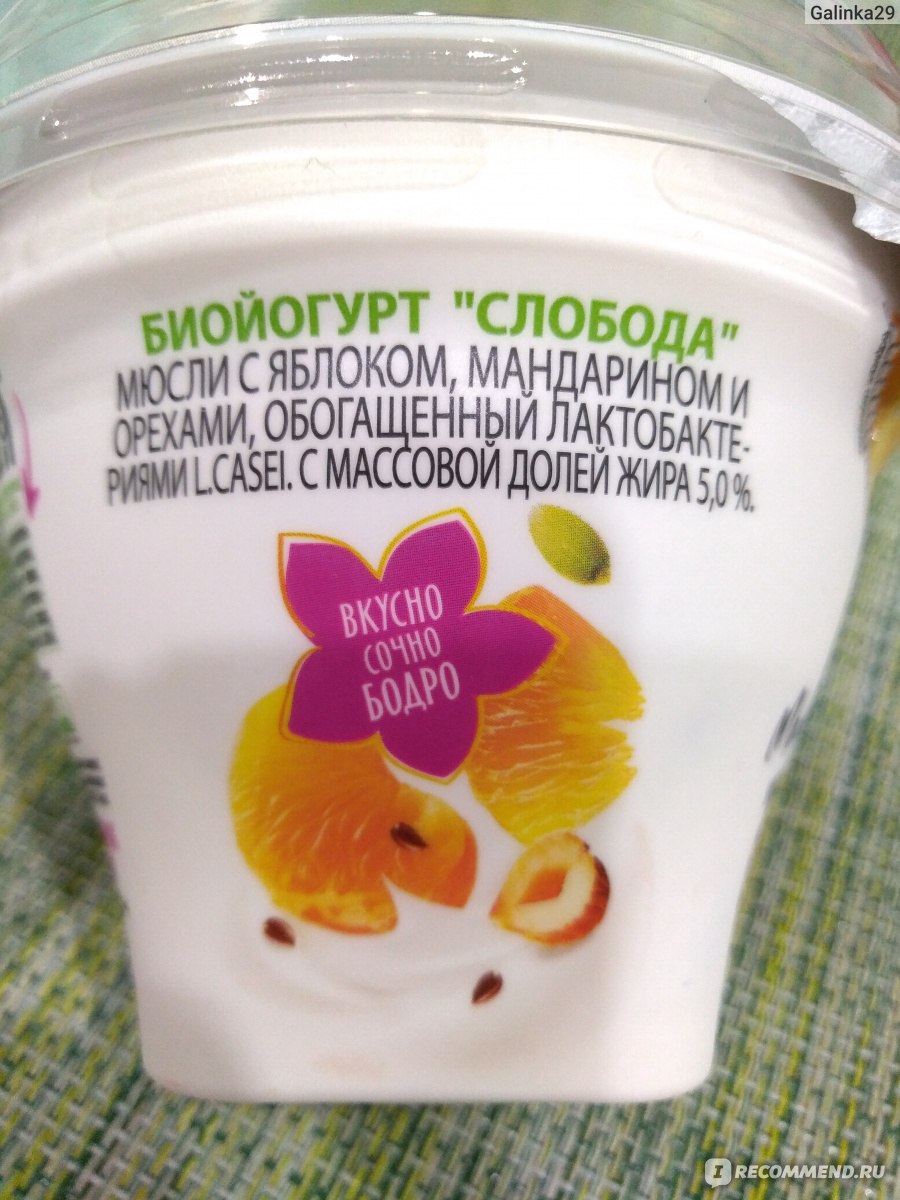 Galinka29
БИОЙОГУРТ "СЛОБОДА"
МЮСЛИ С ЯБЛОКОМ, МАНДАРИНОМ И
ОРЕХАМИ, ОБОГАЩЕННЫЙ ЛАКТОБАКТЕ-
РИЯМИ L.CASEI. С МАССОВОЙ ДОЛЕЙ ЖИРА 5,0 %.
ВКУСНО
СОЧНО
БОДРО
IRECOMMEND.RU